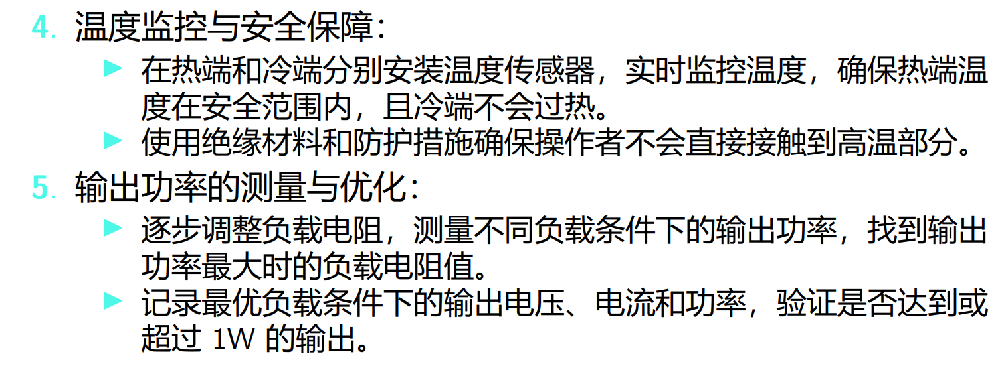 4. 温度监控与安全保障：
▶ 在热端和冷端分别安装温度传感器，实时监控温度，确保热端温
度在安全范围内，且冷端不会过热。
▶ 使用绝缘材料和防护措施确保操作者不会直接接触到高温部分。
5. 输出功率的测量与优化：
▶ 逐步调整负载电阻，测量不同负载条件下的输出功率，找到输出
功率最大时的负载电阻值。
▶ 记录最优负载条件下的输出电压、电流和功率，验证是否达到或
超过 1W 的输出。